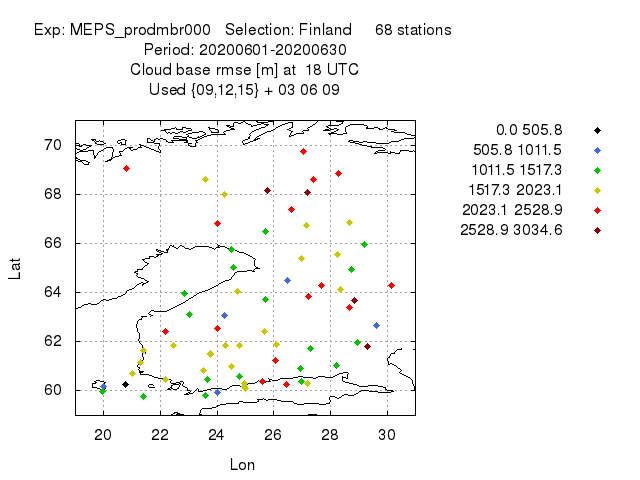 Exp: MEPS_prodmbr000 Selection: Finland 68 stations
Period: 20200601-20200630
Cloud base rmse [m] at 18 UTC
Used {09,12,15} + 03 06 09
0.0 505.8
505.8 1011.5
1011.5 1517.3
1517.3 2023.1
2023.1 2528.9
2528.9 3034.6
70
68
66
64
62
60
Lat
20 22 24 26 28 30
Lon